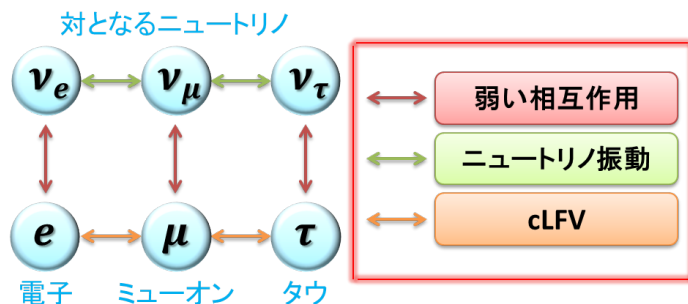 対となるニュートリノ
νe νμ ντ
e μ τ
電子 ミューオン タウ
弱い相互作用
ニュートリノ振動
cLFV